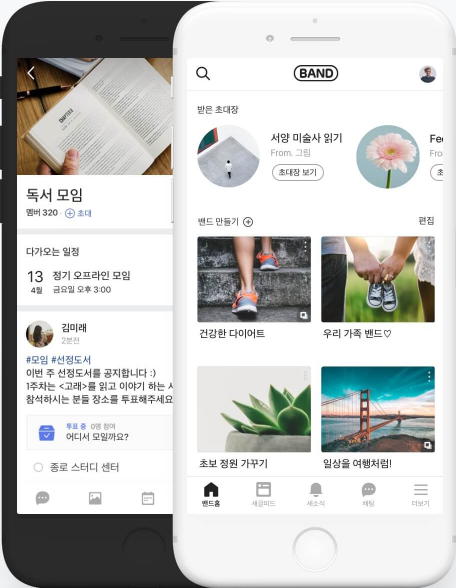 독서 모임
멤버 320 · ⊕ 초대
다가오는 일정
13 정기 오프라인 모임
4월 금요일 오후 3:00
김미래
2분전
#모임 #선정도서
이번 주 선정도서를 공지합니다 :)
1주차는 <고래>를 읽고 이야기 하는
참석하시는 분들 장소를 투표해주세요
투표 중 0명 참여
어디서 모일까요?
종로 스터디 센터
BAND
받은 초대장
서양 미술사 읽기
From. 그림
초대장 보기
밴드 만들기 ⊕ 편집
건강한 다이어트
우리 가족 밴드♡
초보 정원 가꾸기
일상을 여행처럼!
밴드홈 새글피드 새소식 채팅 더보기